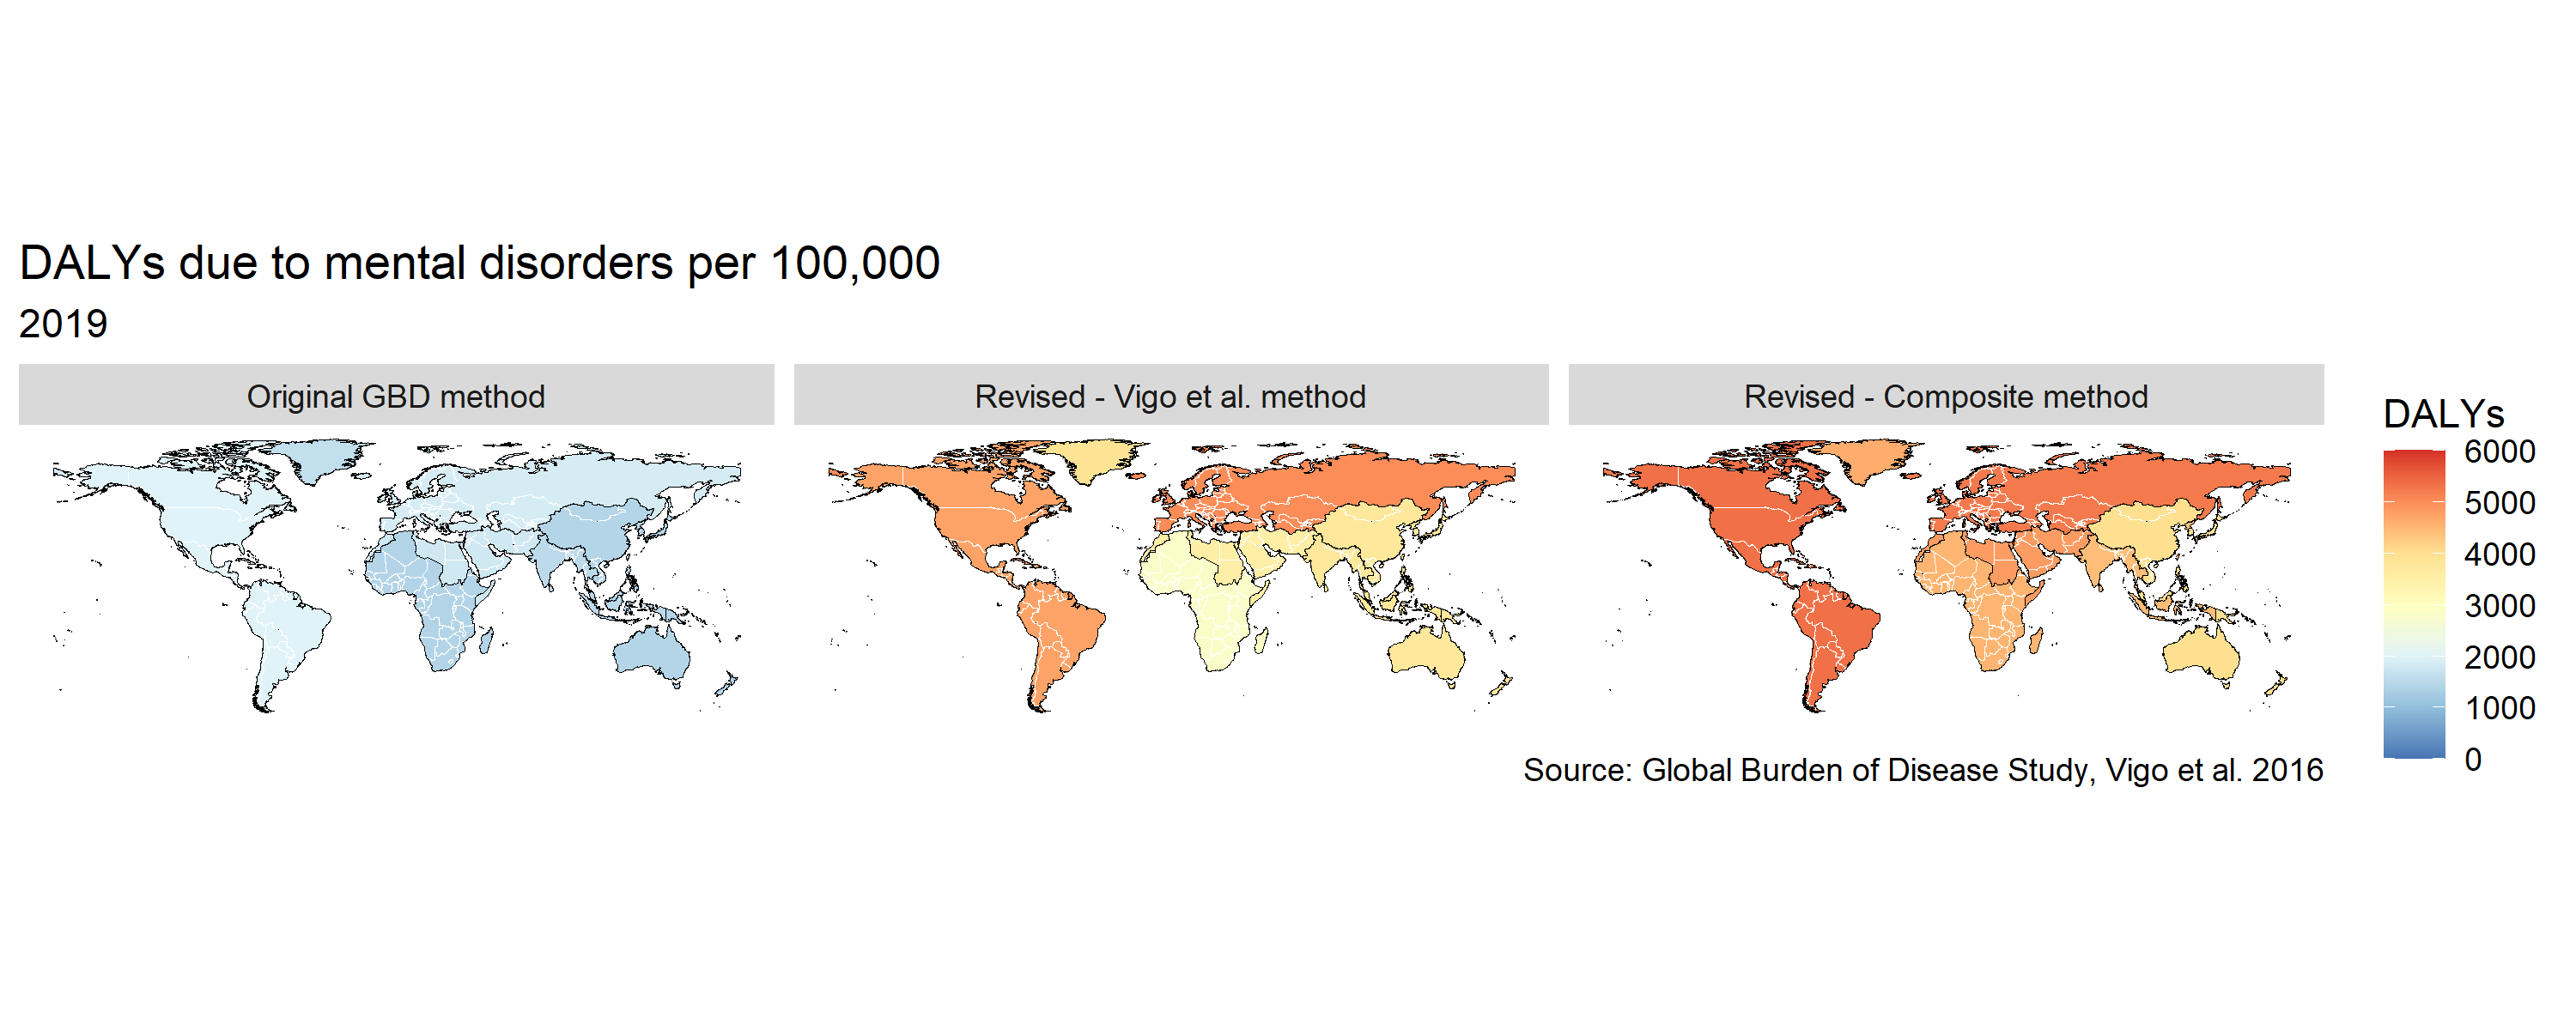 DALYs due to mental disorders per 100,000
2019
Original GBD method
Revised - Vigo et al. method
Revised - Composite method
DALYs
6000
5000
4000
3000
2000
1000
0
Source: Global Burden of Disease Study, Vigo et al. 2016